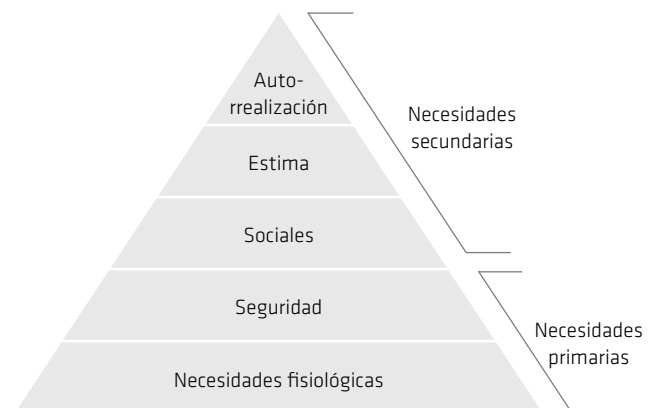 Auto-
rrealización
Necesidades
secundarias
Estima
Sociales
Seguridad
Necesidades
primarias
Necesidades fisiológicas